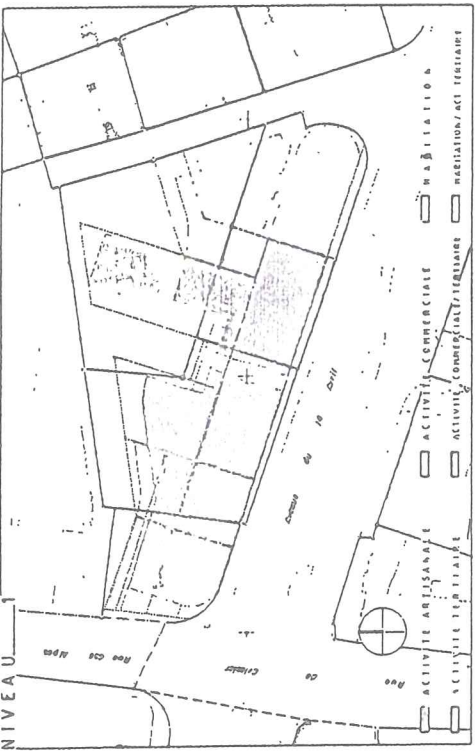 NIVEAU 1
Rue des Alpes
Rue
ACTIVITE ARTISANALE
ACTIVITE TERTIAIRE
ACTIVITE COMMERCIALE
ACTIVITE COMMERCIALE/TERTIAIRE
HABITATION
HABITATION/ACT TERTIAIRE